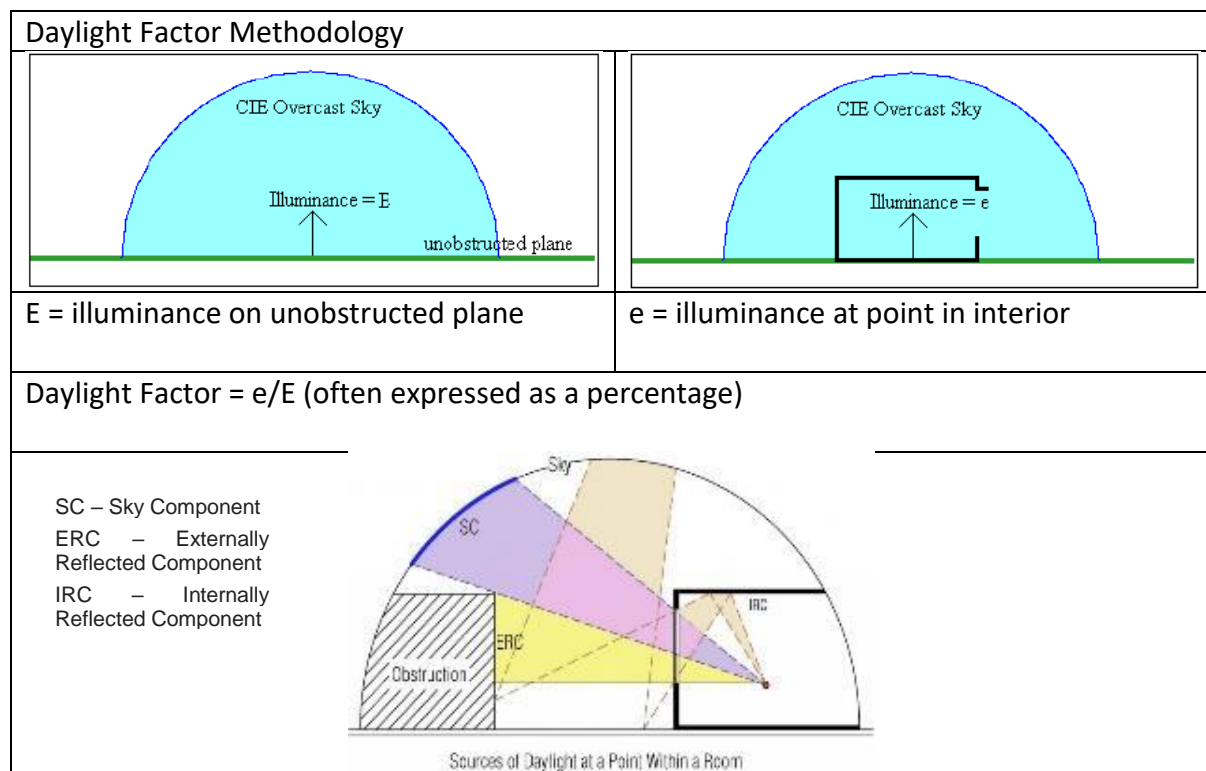 Daylight Factor Methodology
CIE Overcast Sky
Illuminance = E
unobstructed plane
CIE Overcast Sky
Illuminance = e
E = illuminance on unobstructed plane
e = illuminance at point in interior
Daylight Factor = e/E (often expressed as a percentage)
SC – Sky Component
ERC – Externally
Reflected Component
IRC – Internally
Reflected Component
Sky
SC
IRC
ERC
Obstruction
Sources of Daylight at a Point Within a Room